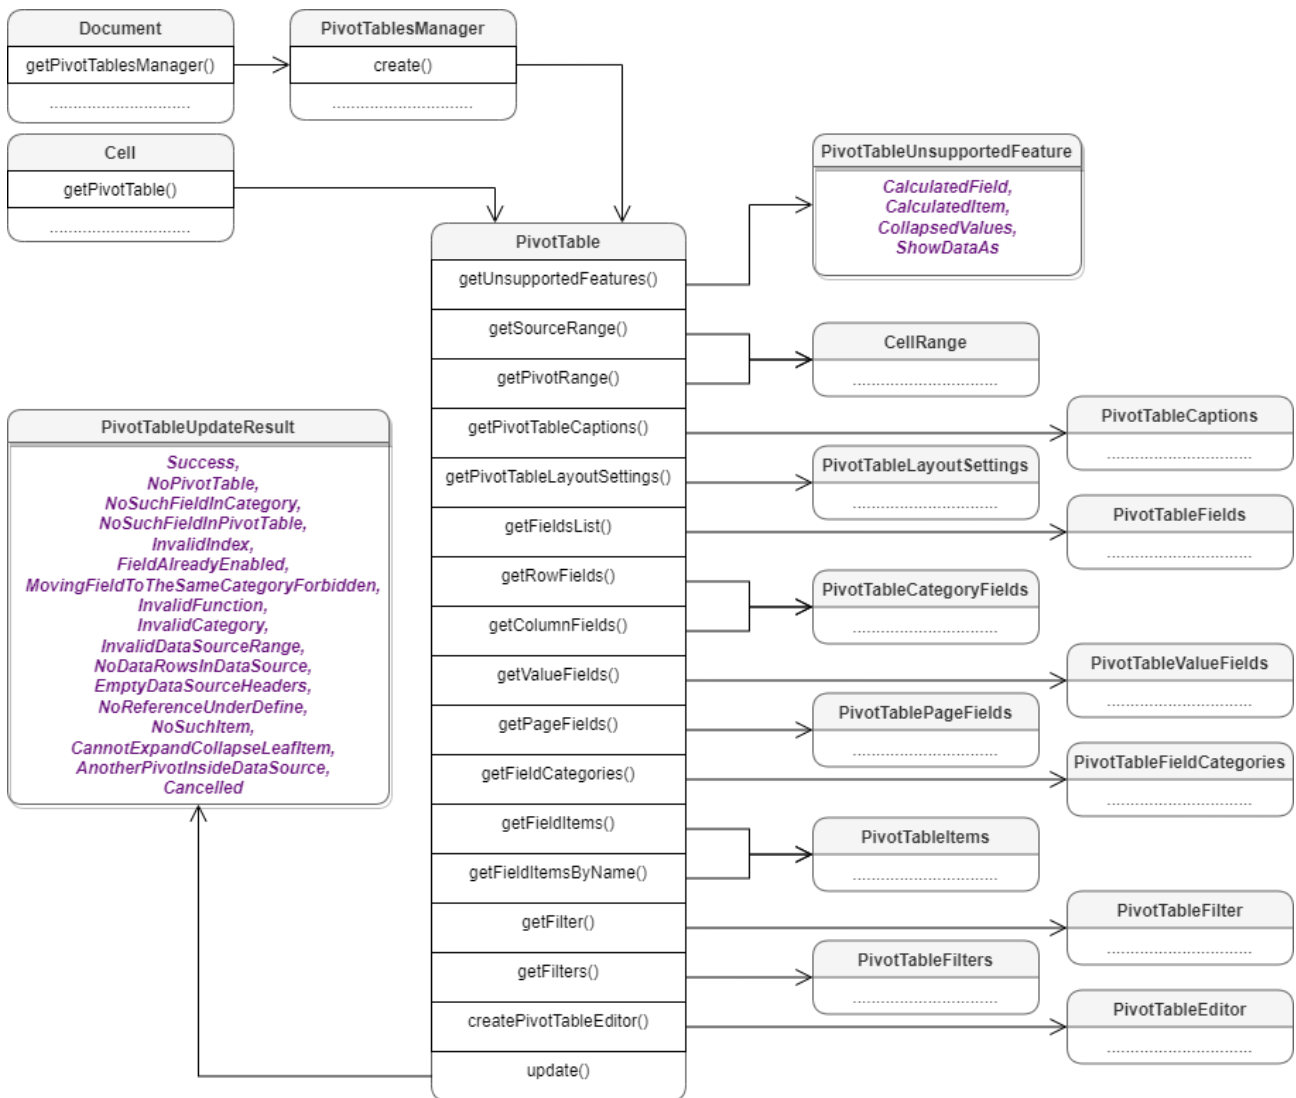 Document
getPivotTablesManager()
..............................
PivotTablesManager
create()
..............................
Cell
getPivotTable()
..............................
PivotTable
getUnsupportedFeatures()
getSourceRange()
getPivotRange()
getPivotTableCaptions()
getPivotTableLayoutSettings()
getFieldsList()
getRowFields()
getColumnFields()
getValueFields()
getPageFields()
getFieldCategories()
getFieldItems()
getFieldItemsByName()
getFilter()
getFilters()
createPivotTableEditor()
update()
PivotTableUnsupportedFeature
CalculatedField,
CalculatedItem,
CollapsedValues,
ShowDataAs
CellRange
..............................
PivotTableCaptions
..............................
PivotTableLayoutSettings
..............................
PivotTableFields
..............................
PivotTableCategoryFields
..............................
PivotTableValueFields
..............................
PivotTablePageFields
..............................
PivotTableFieldCategories
..............................
PivotTableItems
..............................
PivotTableFilter
..............................
PivotTableFilters
..............................
PivotTableEditor
..............................
PivotTableUpdateResult
Success,
NoPivotTable,
NoSuchFieldInCategory,
NoSuchFieldInPivotTable,
InvalidIndex,
FieldAlreadyEnabled,
MovingFieldToTheSameCategoryForbidden,
InvalidFunction,
InvalidCategory,
InvalidDataSourceRange,
NoDataRowsInDataSource,
EmptyDataSourceHeaders,
NoReferenceUnderDefine,
NoSuchItem,
CannotExpandCollapseLeafItem,
AnotherPivotInsideDataSource,
Cancelled